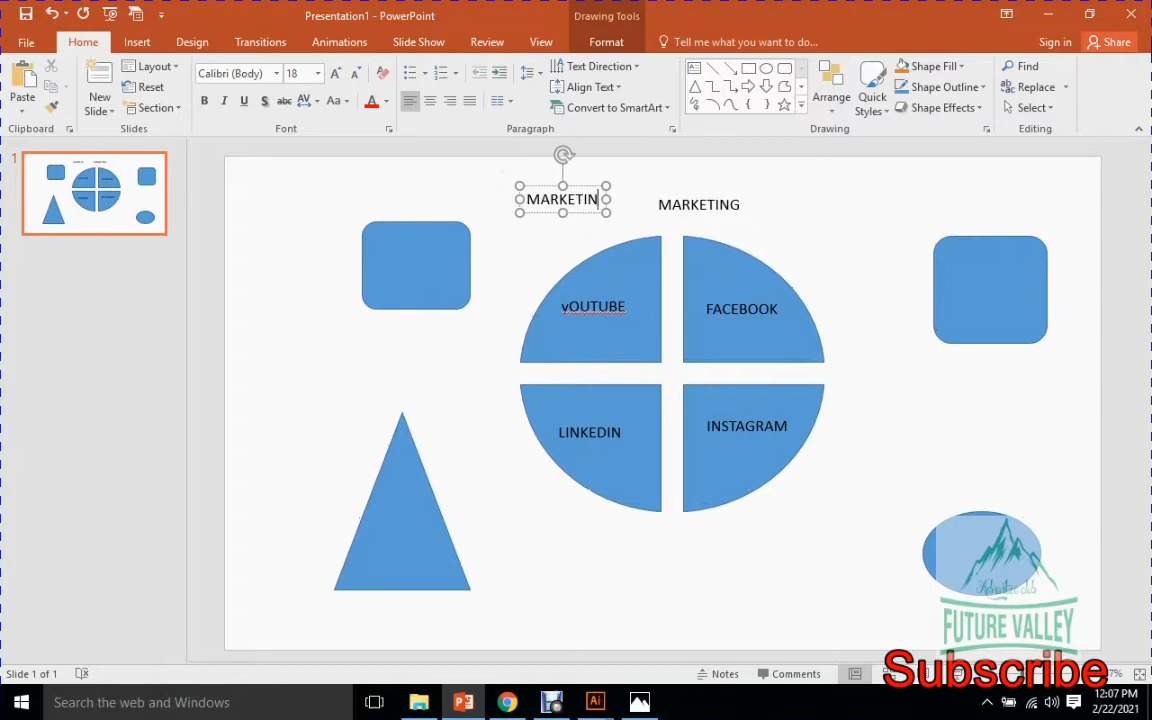 Presentation1 - PowerPoint
Drawing Tools
File
Home
Insert
Design
Transitions
Animations
Slide Show
Review
View
Format
Tell me what you want to do...
Sign in
Share
Paste
New
Slide
Layout
Reset
Section
Calibri (Body)
18
B I U S abc AV Aa A
Text Direction
Align Text
Convert to SmartArt
Arrange
Quick
Styles
Shape Fill
Shape Outline
Shape Effects
Find
Replace
Select
Clipboard
Slides
Font
Paragraph
Drawing
Editing
1
MARKETIN
MARKETING
yOUTUBE
FACEBOOK
LINKEDIN
INSTAGRAM
FUTURE VALLEY
Subscribe
Slide 1 of 1
Notes
Comments
Search the web and Windows
12:07 PM
2/22/2021